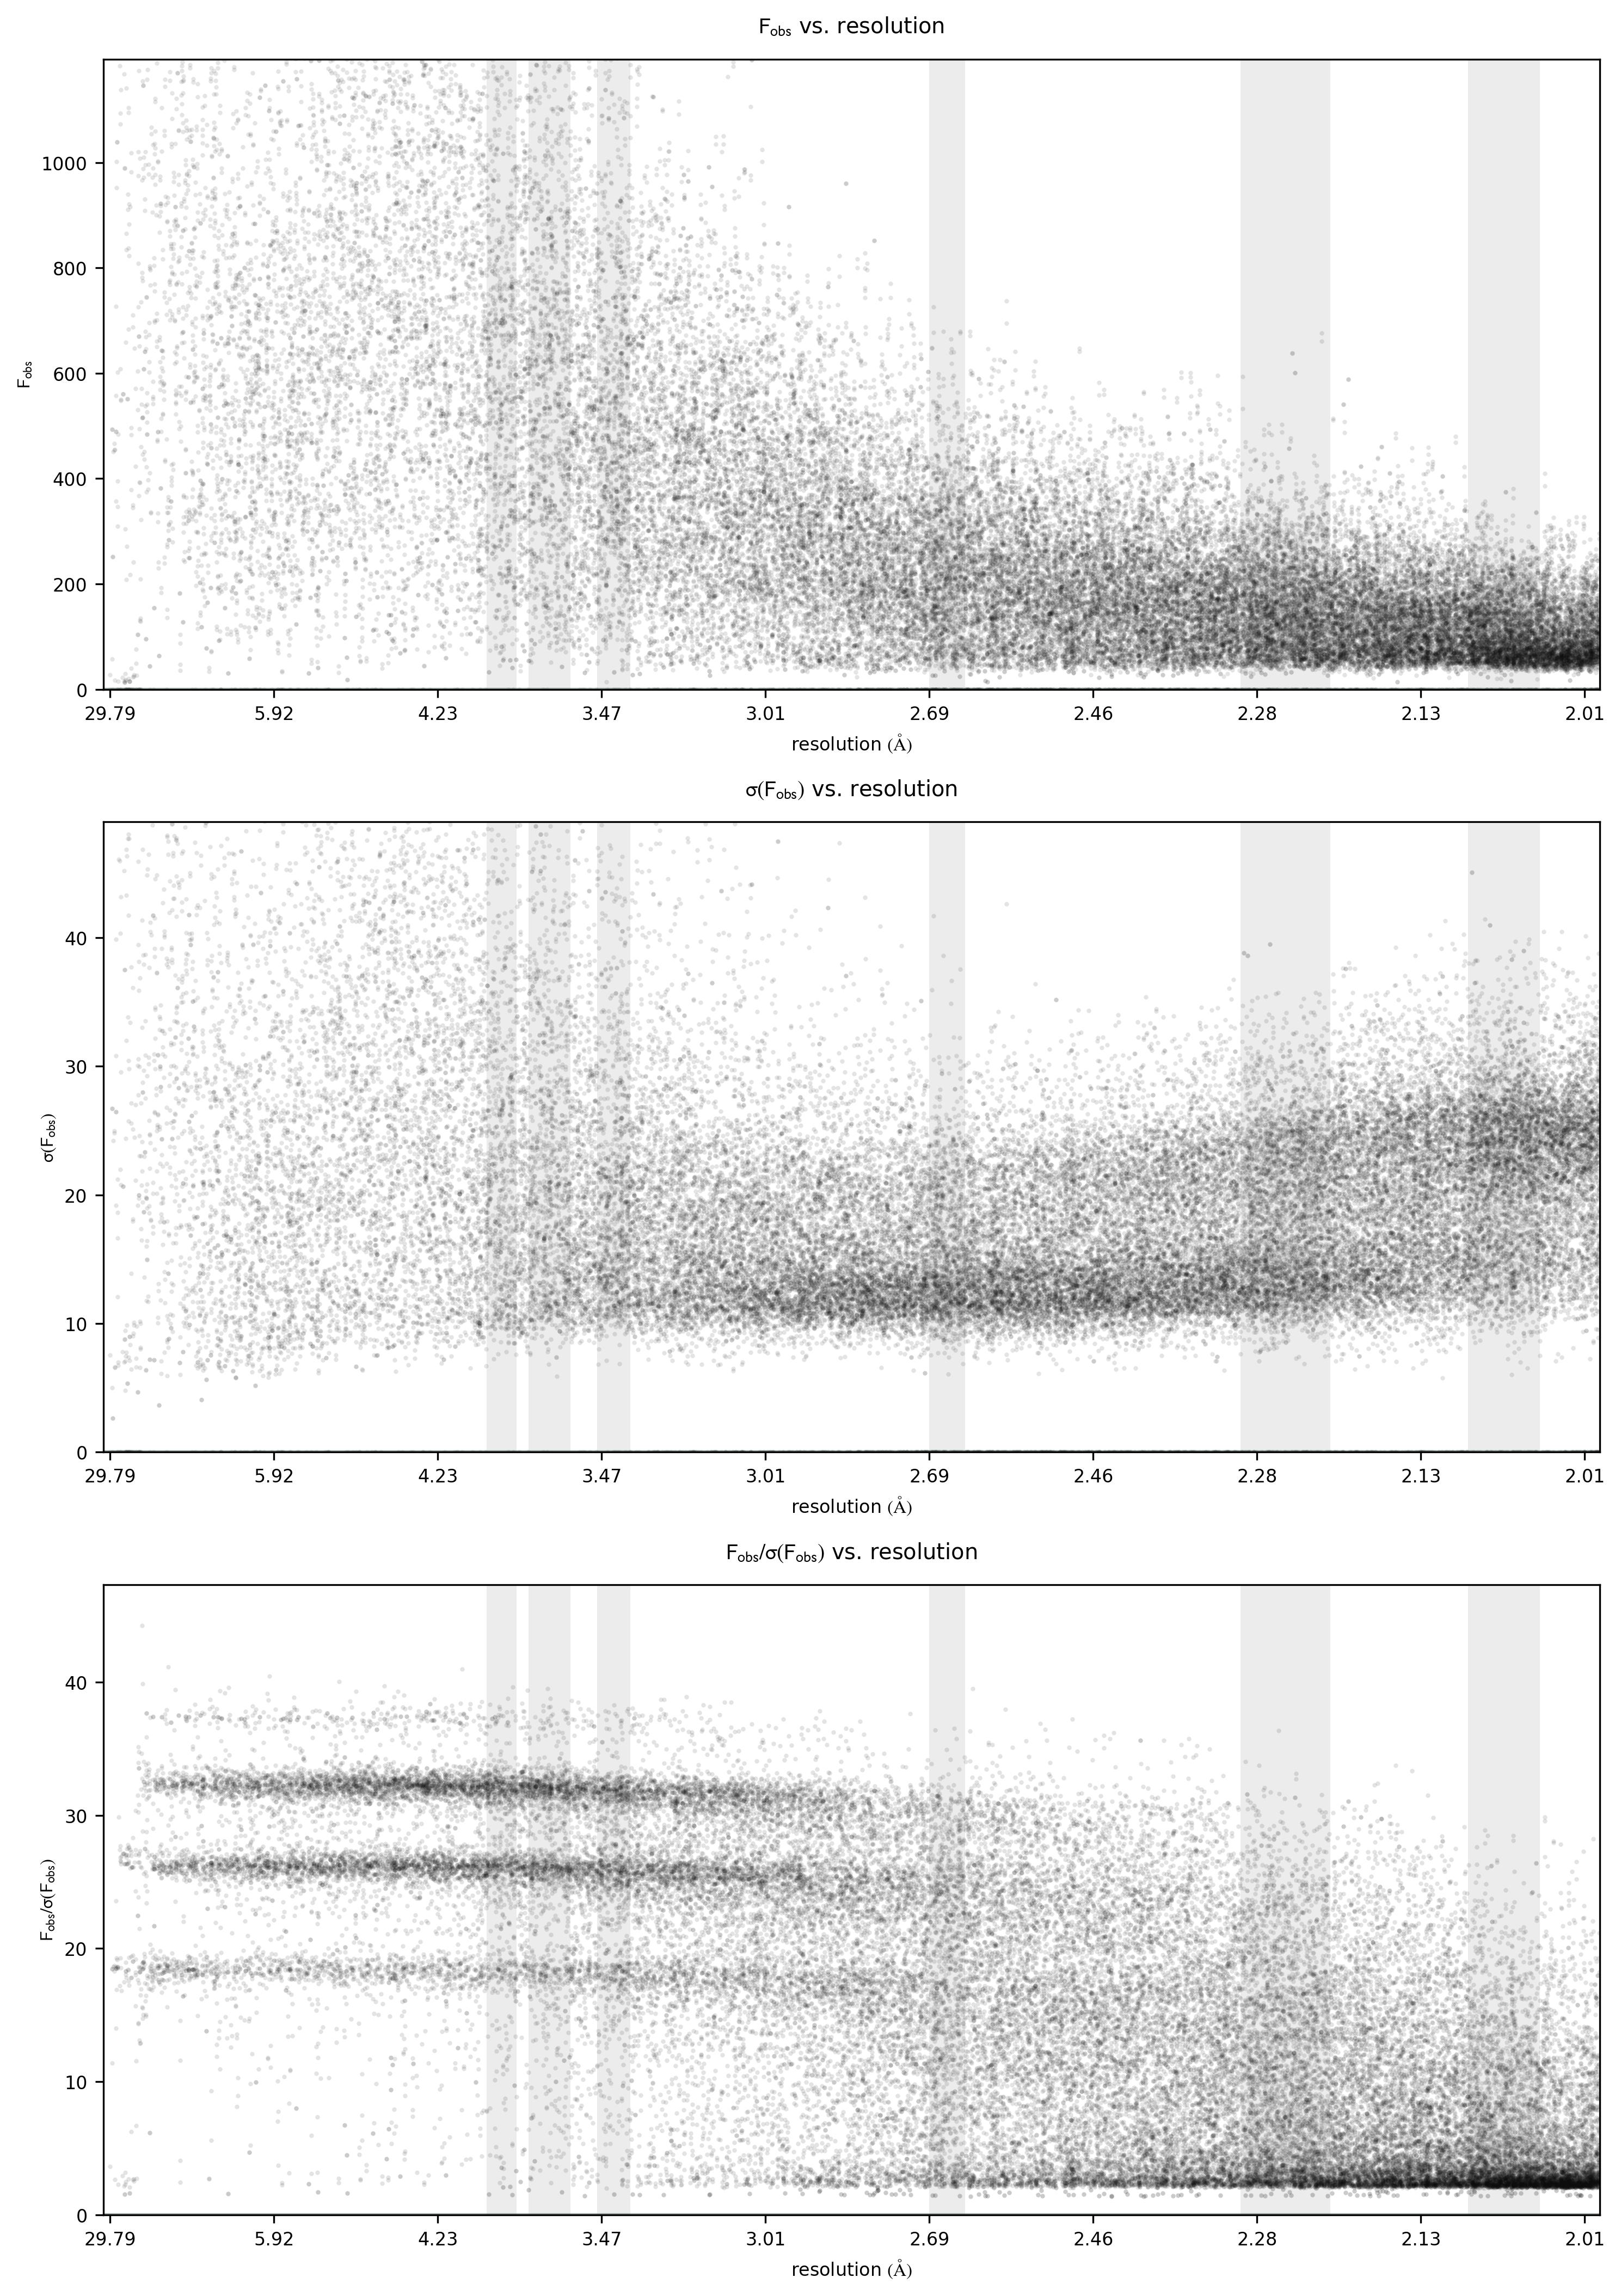 Fobs vs. resolution
1000
800
600
400
200
0
Fobs
29.79 5.92 4.23 3.47 3.01 2.69 2.46 2.28 2.13 2.01
resolution (Å)
σ(Fobs) vs. resolution
40
30
20
10
0
σ(Fobs)
29.79 5.92 4.23 3.47 3.01 2.69 2.46 2.28 2.13 2.01
resolution (Å)
Fobs/σ(Fobs) vs. resolution
40
30
20
10
0
Fobs/σ(Fobs)
29.79 5.92 4.23 3.47 3.01 2.69 2.46 2.28 2.13 2.01
resolution (Å)